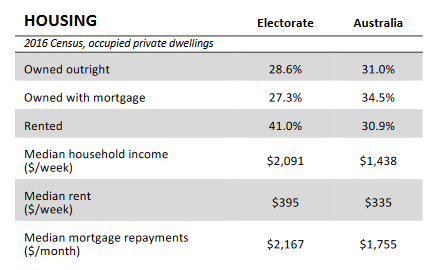 HOUSING Electorate Australia
2016 Census, occupied private dwellings
Owned outright 28.6% 31.0%
Owned with mortgage 27.3% 34.5%
Rented 41.0% 30.9%
Median household income
($/week) $2,091 $1,438
Median rent
($/week) $395 $335
Median mortgage repayments
($/month) $2,167 $1,755